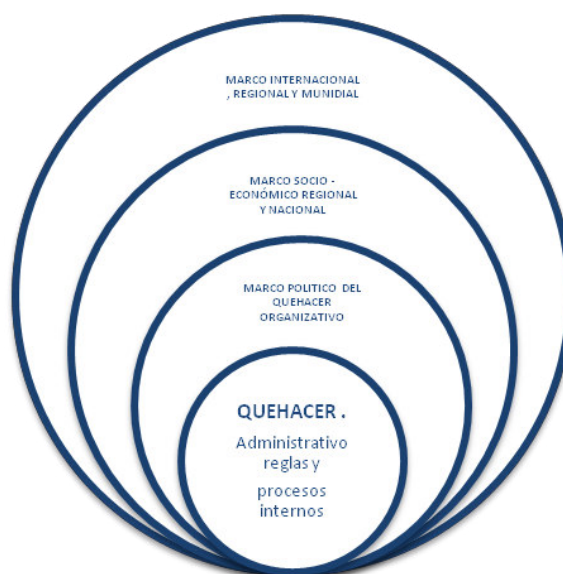 MARCO INTERNACIONAL
, REGIONAL Y MUNIDIAL
MARCO SOCIO -
ECONÓMICO REGIONAL
Y NACIONAL
MARCO POLITICO DEL
QUEHACER
ORGANIZATIVO
QUEHACER .
Administrativo
reglas y
procesos
internos